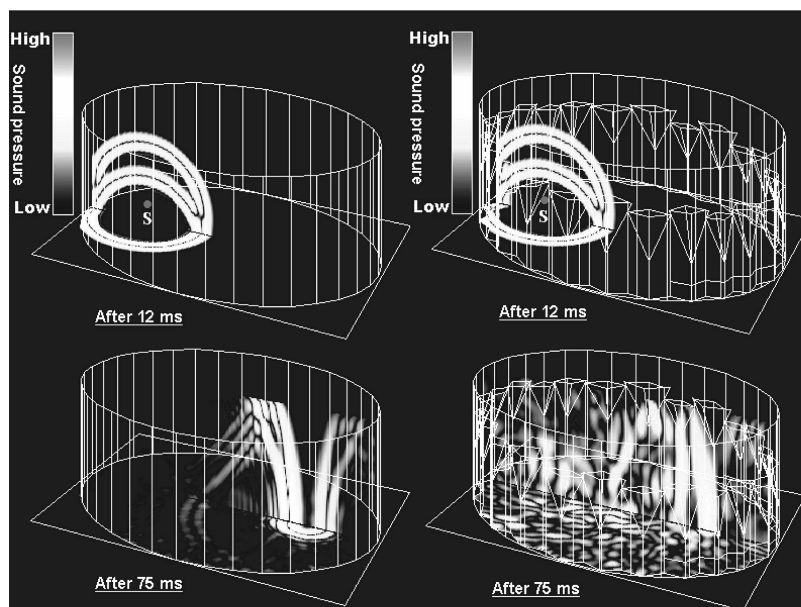 High
Sound pressure
Low
S
After 12 ms
High
Sound pressure
Low
S
After 12 ms
After 75 ms
After 75 ms